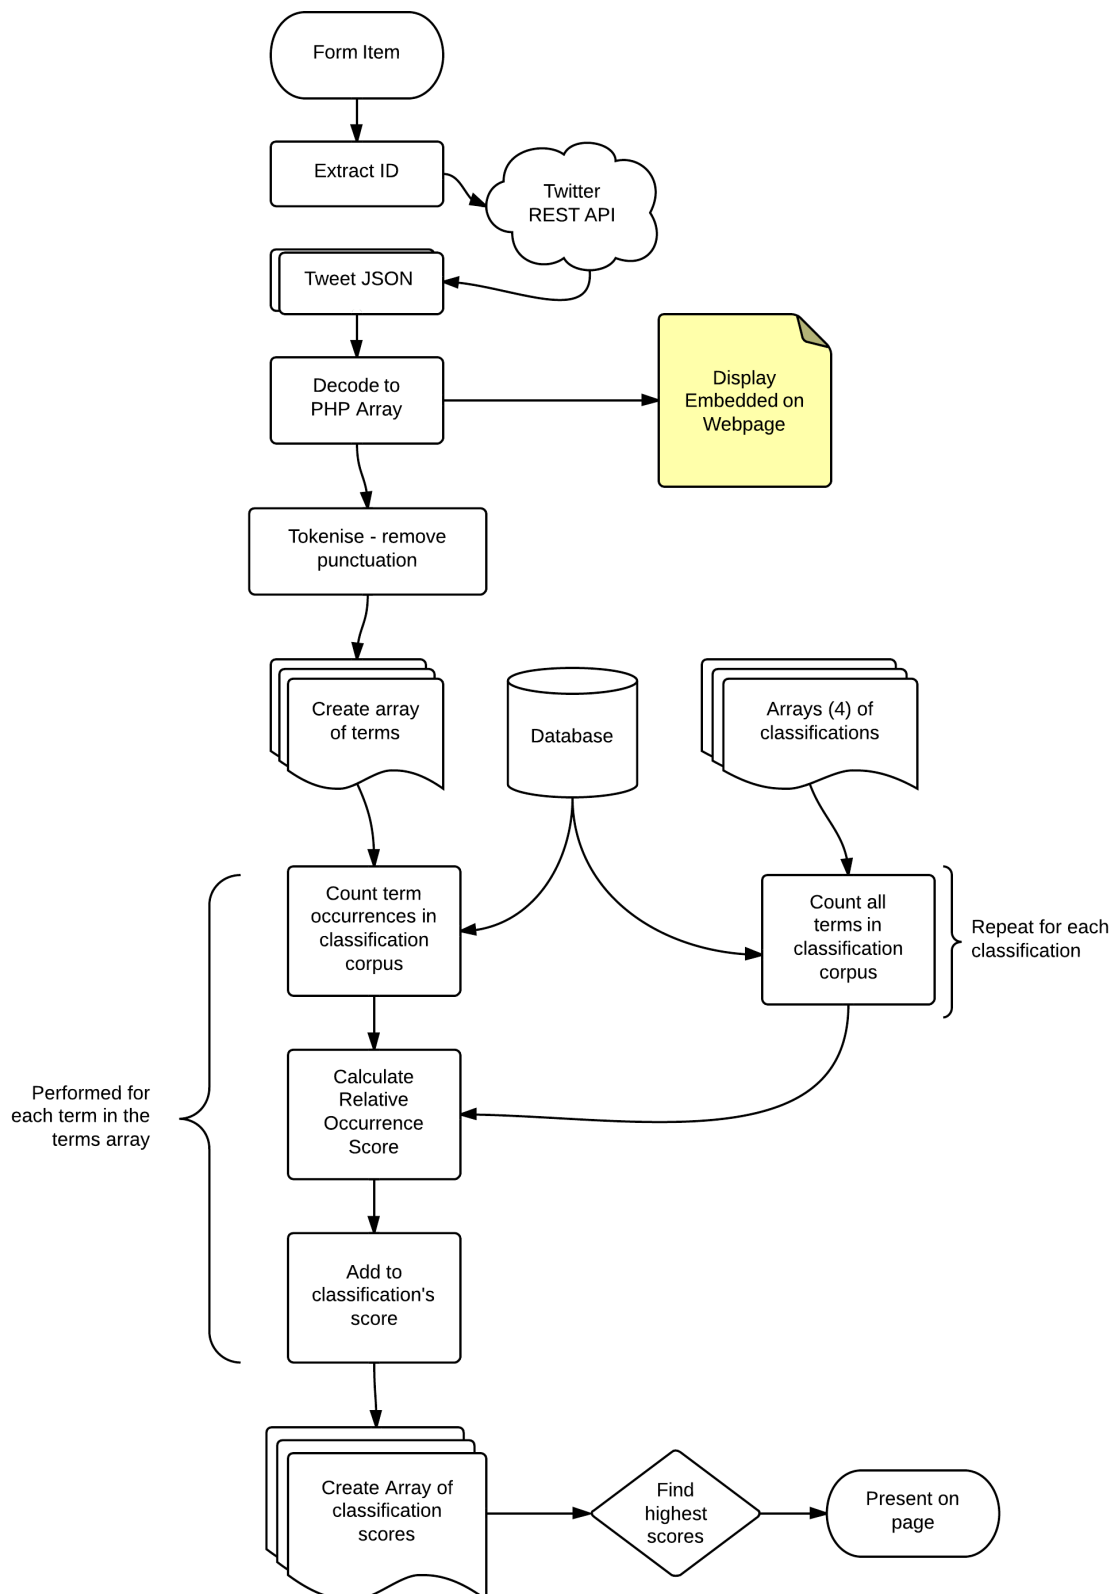 Form Item
Extract ID
Twitter
REST API
Tweet JSON
Decode to
PHP Array
Display
Embedded on
Webpage
Tokenise - remove
punctuation
Create array
of terms
Database
Arrays (4) of
classifications
Count term
occurrences in
classification
corpus
Count all
terms in
classification
corpus
Repeat for each
classification
Calculate
Relative
Occurrence
Score
Performed for
each term in the
terms array
Add to
classification's
score
Create Array of
classification
scores
Find
highest
scores
Present on
page